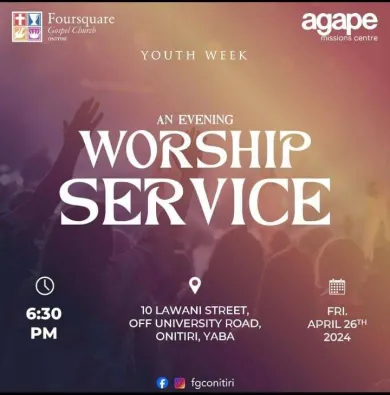 Foursquare
Gospel Church
ONITIRI
agape
missions centre
YOUTH WEEK
AN EVENING
WORSHIP
SERVICE
6:30
PM
10 LAWANI STREET,
OFF UNIVERSITY ROAD,
ONITIRI, YABA
FRI.
APRIL 26TH
2024
fgconitiri